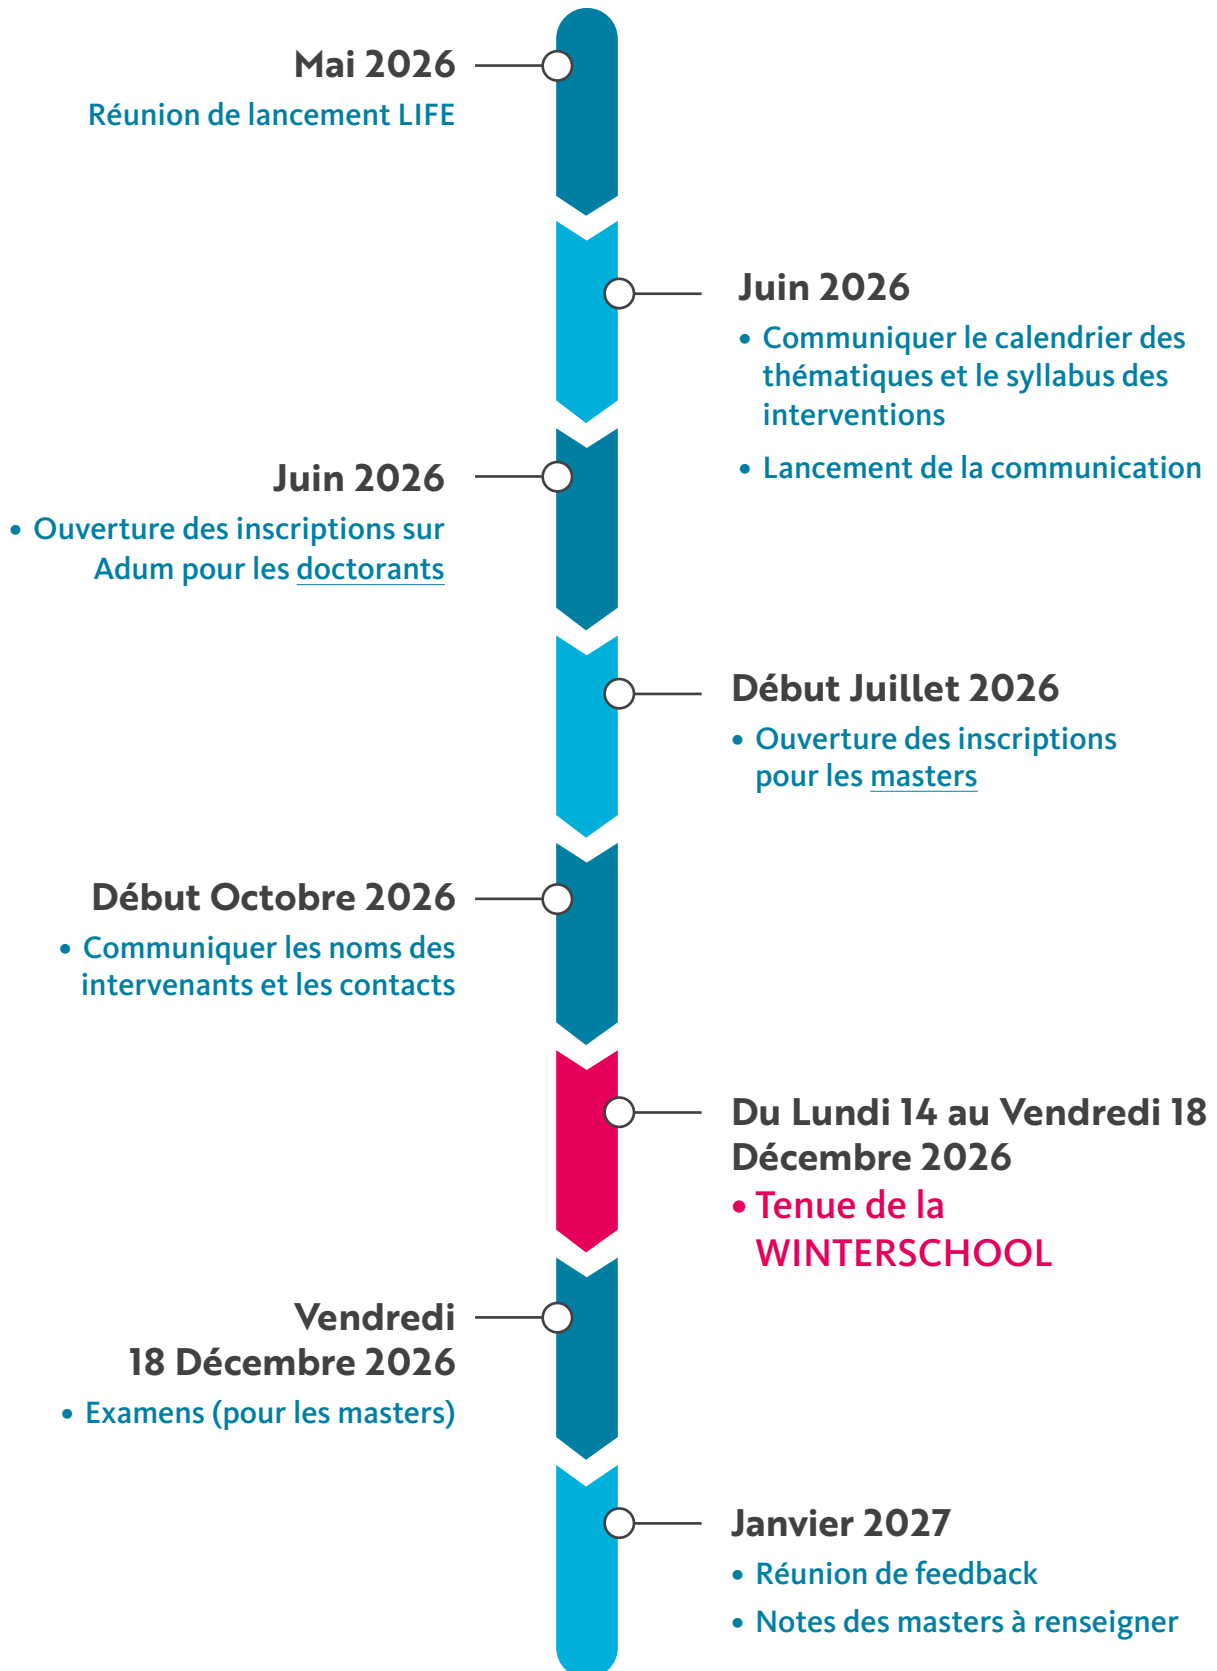 Mai 2026
Réunion de lancement LIFE
Juin 2026
• Communiquer le calendrier des
thématiques et le syllabus des
interventions
• Lancement de la communication
Juin 2026
• Ouverture des inscriptions sur
Adum pour les doctorants
Début Juillet 2026
• Ouverture des inscriptions
pour les masters
Début Octobre 2026
• Communiquer les noms des
intervenants et les contacts
Du Lundi 14 au Vendredi 18
Décembre 2026
• Tenue de la
WINTERSCHOOL
Vendredi
18 Décembre 2026
• Examens (pour les masters)
Janvier 2027
• Réunion de feedback
• Notes des masters à renseigner